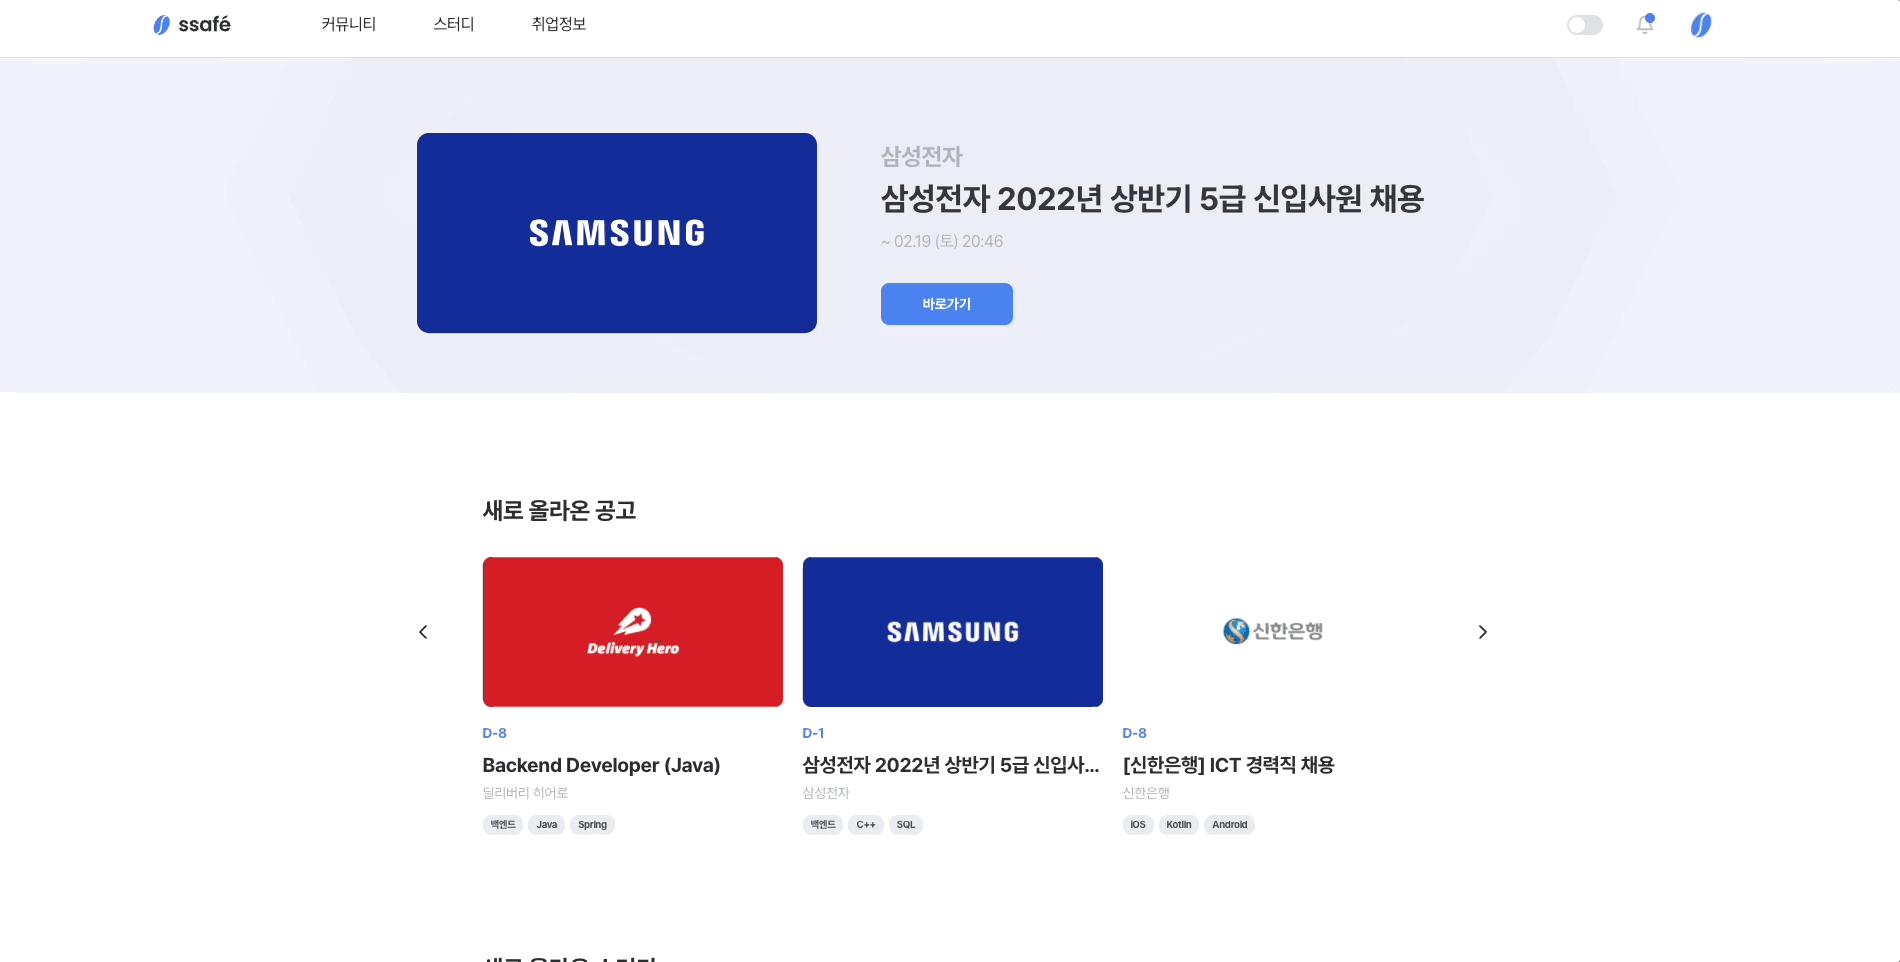 ssafé
커뮤니티 스터디 취업정보
SAMSUNG
삼성전자
삼성전자 2022년 상반기 5급 신입사원 채용
~ 02.19 (토) 20:46
바로가기
새로 올라온 공고
Delivery Hero
SAMSUNG
신한은행
D-8
Backend Developer (Java)
딜리버리 히어로
백엔드 Java Spring
D-1
삼성전자 2022년 상반기 5급 신입사...
삼성전자
백엔드 C++ SQL
D-8
[신한은행] ICT 경력직 채용
신한은행
iOS Kotlin Android
새로 올라온